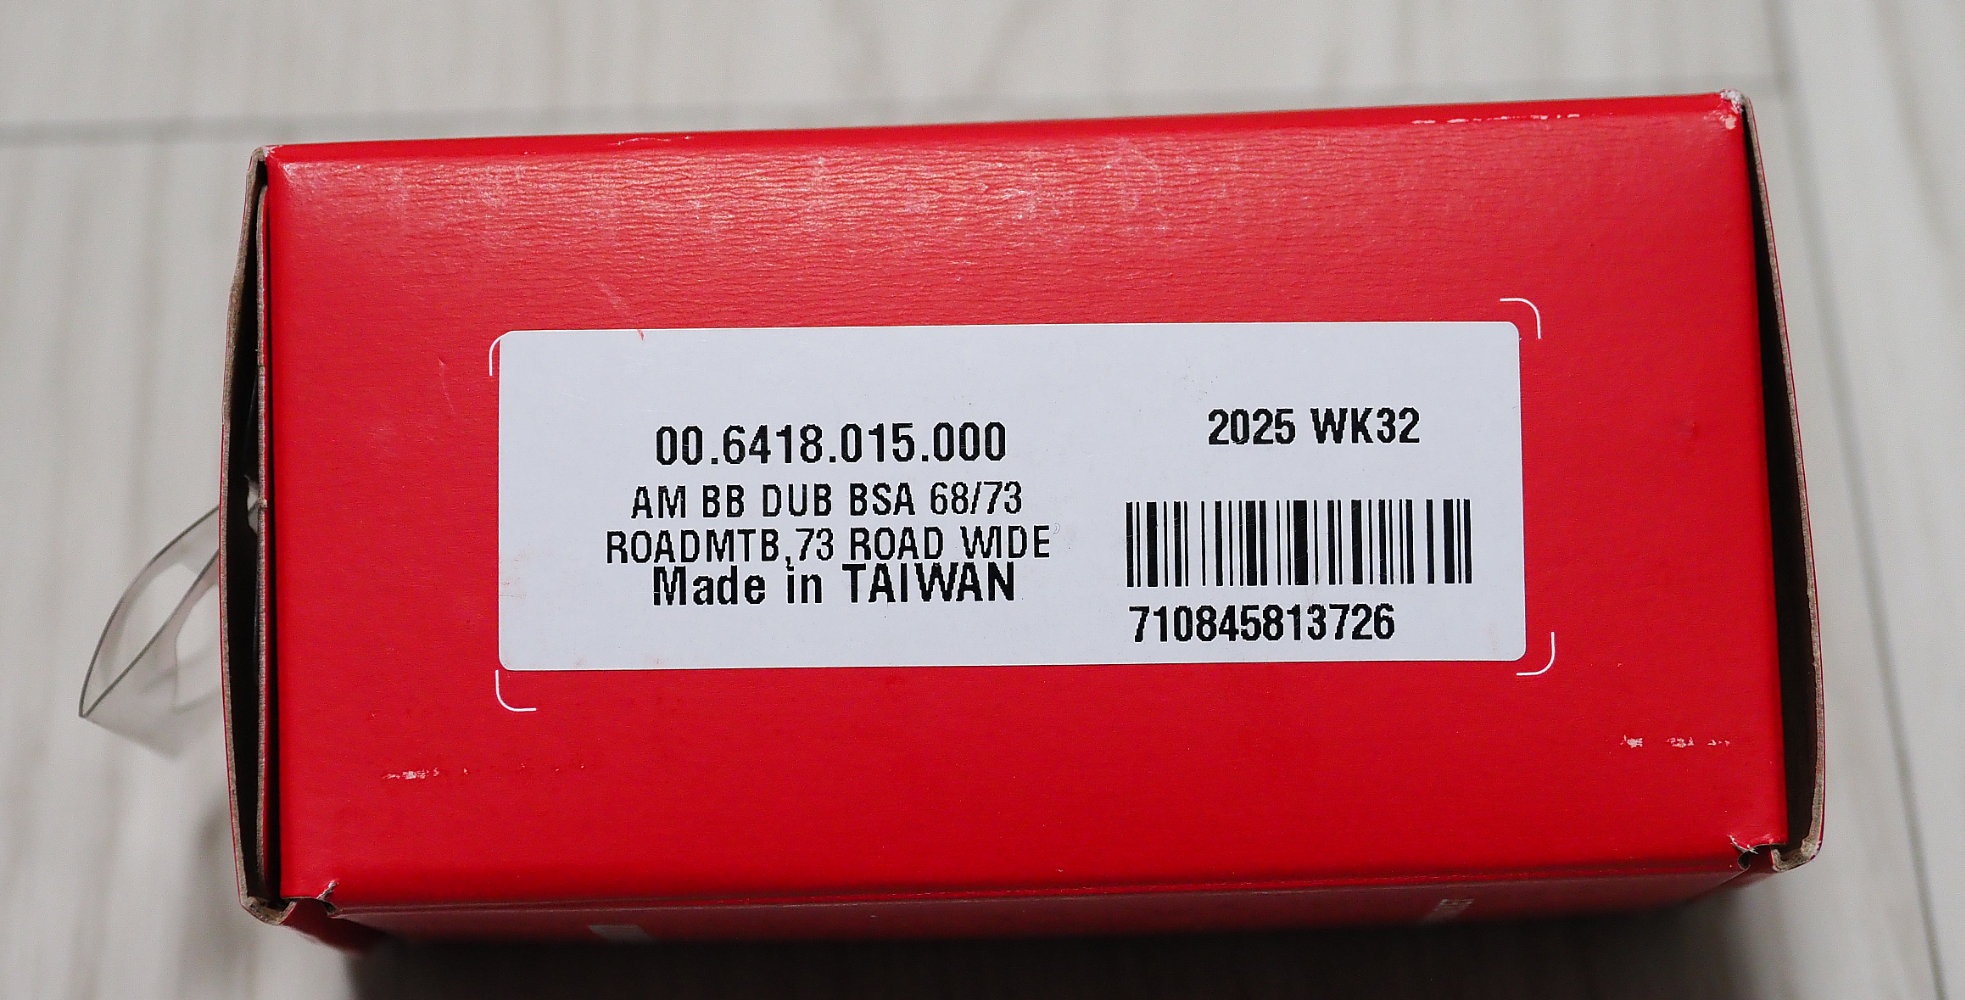 00.6418.015.000
AM BB DUB BSA 68/73
ROADMTB,73 ROAD WIDE
Made in TAIWAN
2025 WK32
710845813726